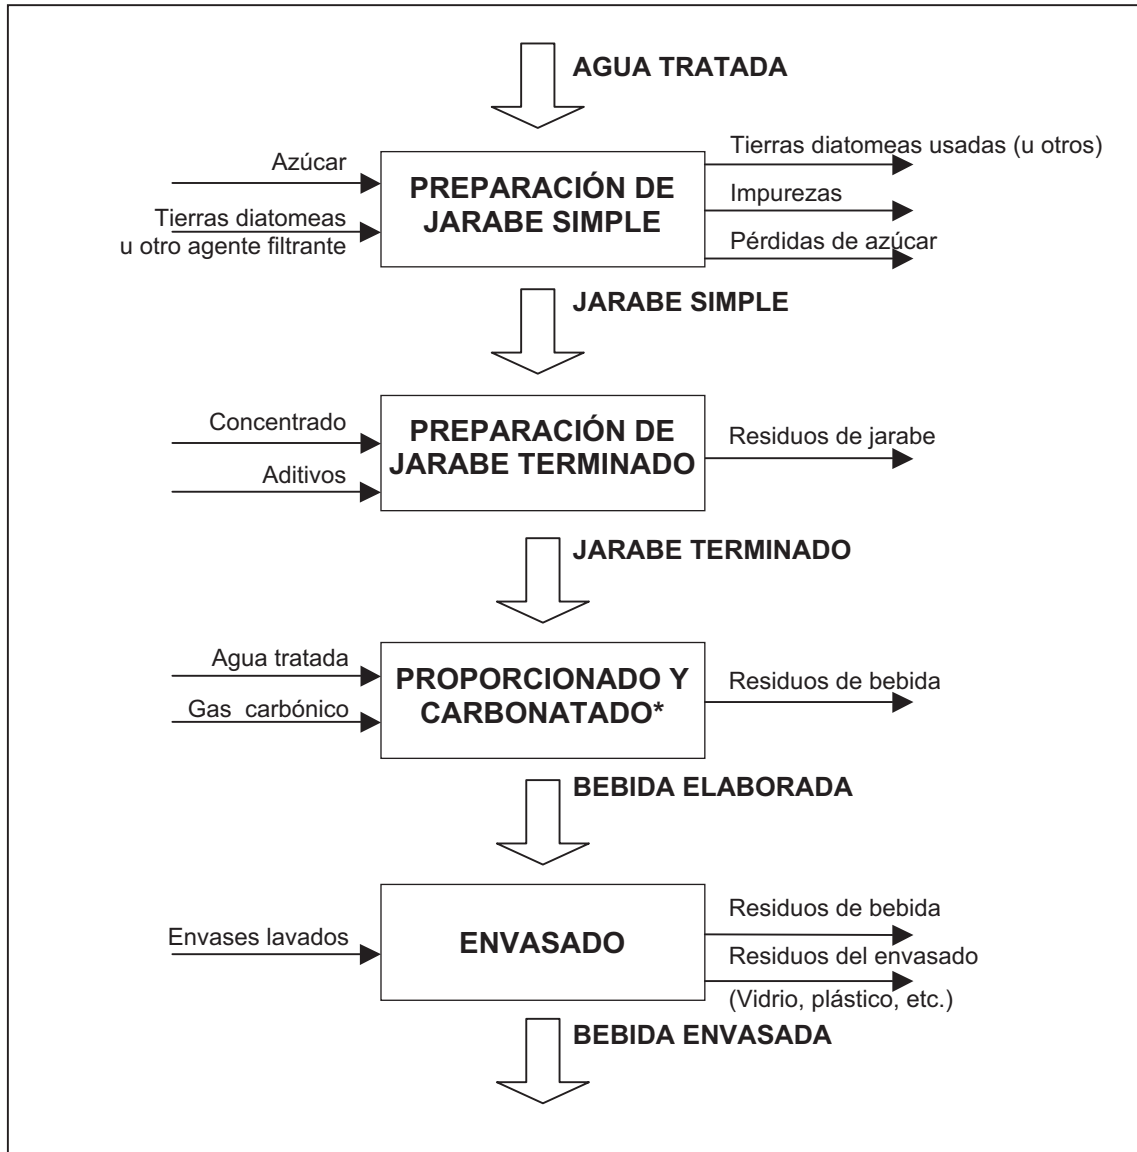 AGUA TRATADA
Azúcar
Tierras diatomeas
u otro agente filtrante
PREPARACIÓN DE
JARABE SIMPLE
Tierras diatomeas usadas (u otros)
Impurezas
Pérdidas de azúcar
JARABE SIMPLE
Concentrado
Aditivos
PREPARACIÓN DE
JARABE TERMINADO
Residuos de jarabe
JARABE TERMINADO
Agua tratada
Gas carbónico
PROPORCIONADO Y
CARBONATADO*
Residuos de bebida
BEBIDA ELABORADA
Envases lavados
ENVASADO
Residuos de bebida
Residuos del envasado
(Vidrio, plástico, etc.)
BEBIDA ENVASADA